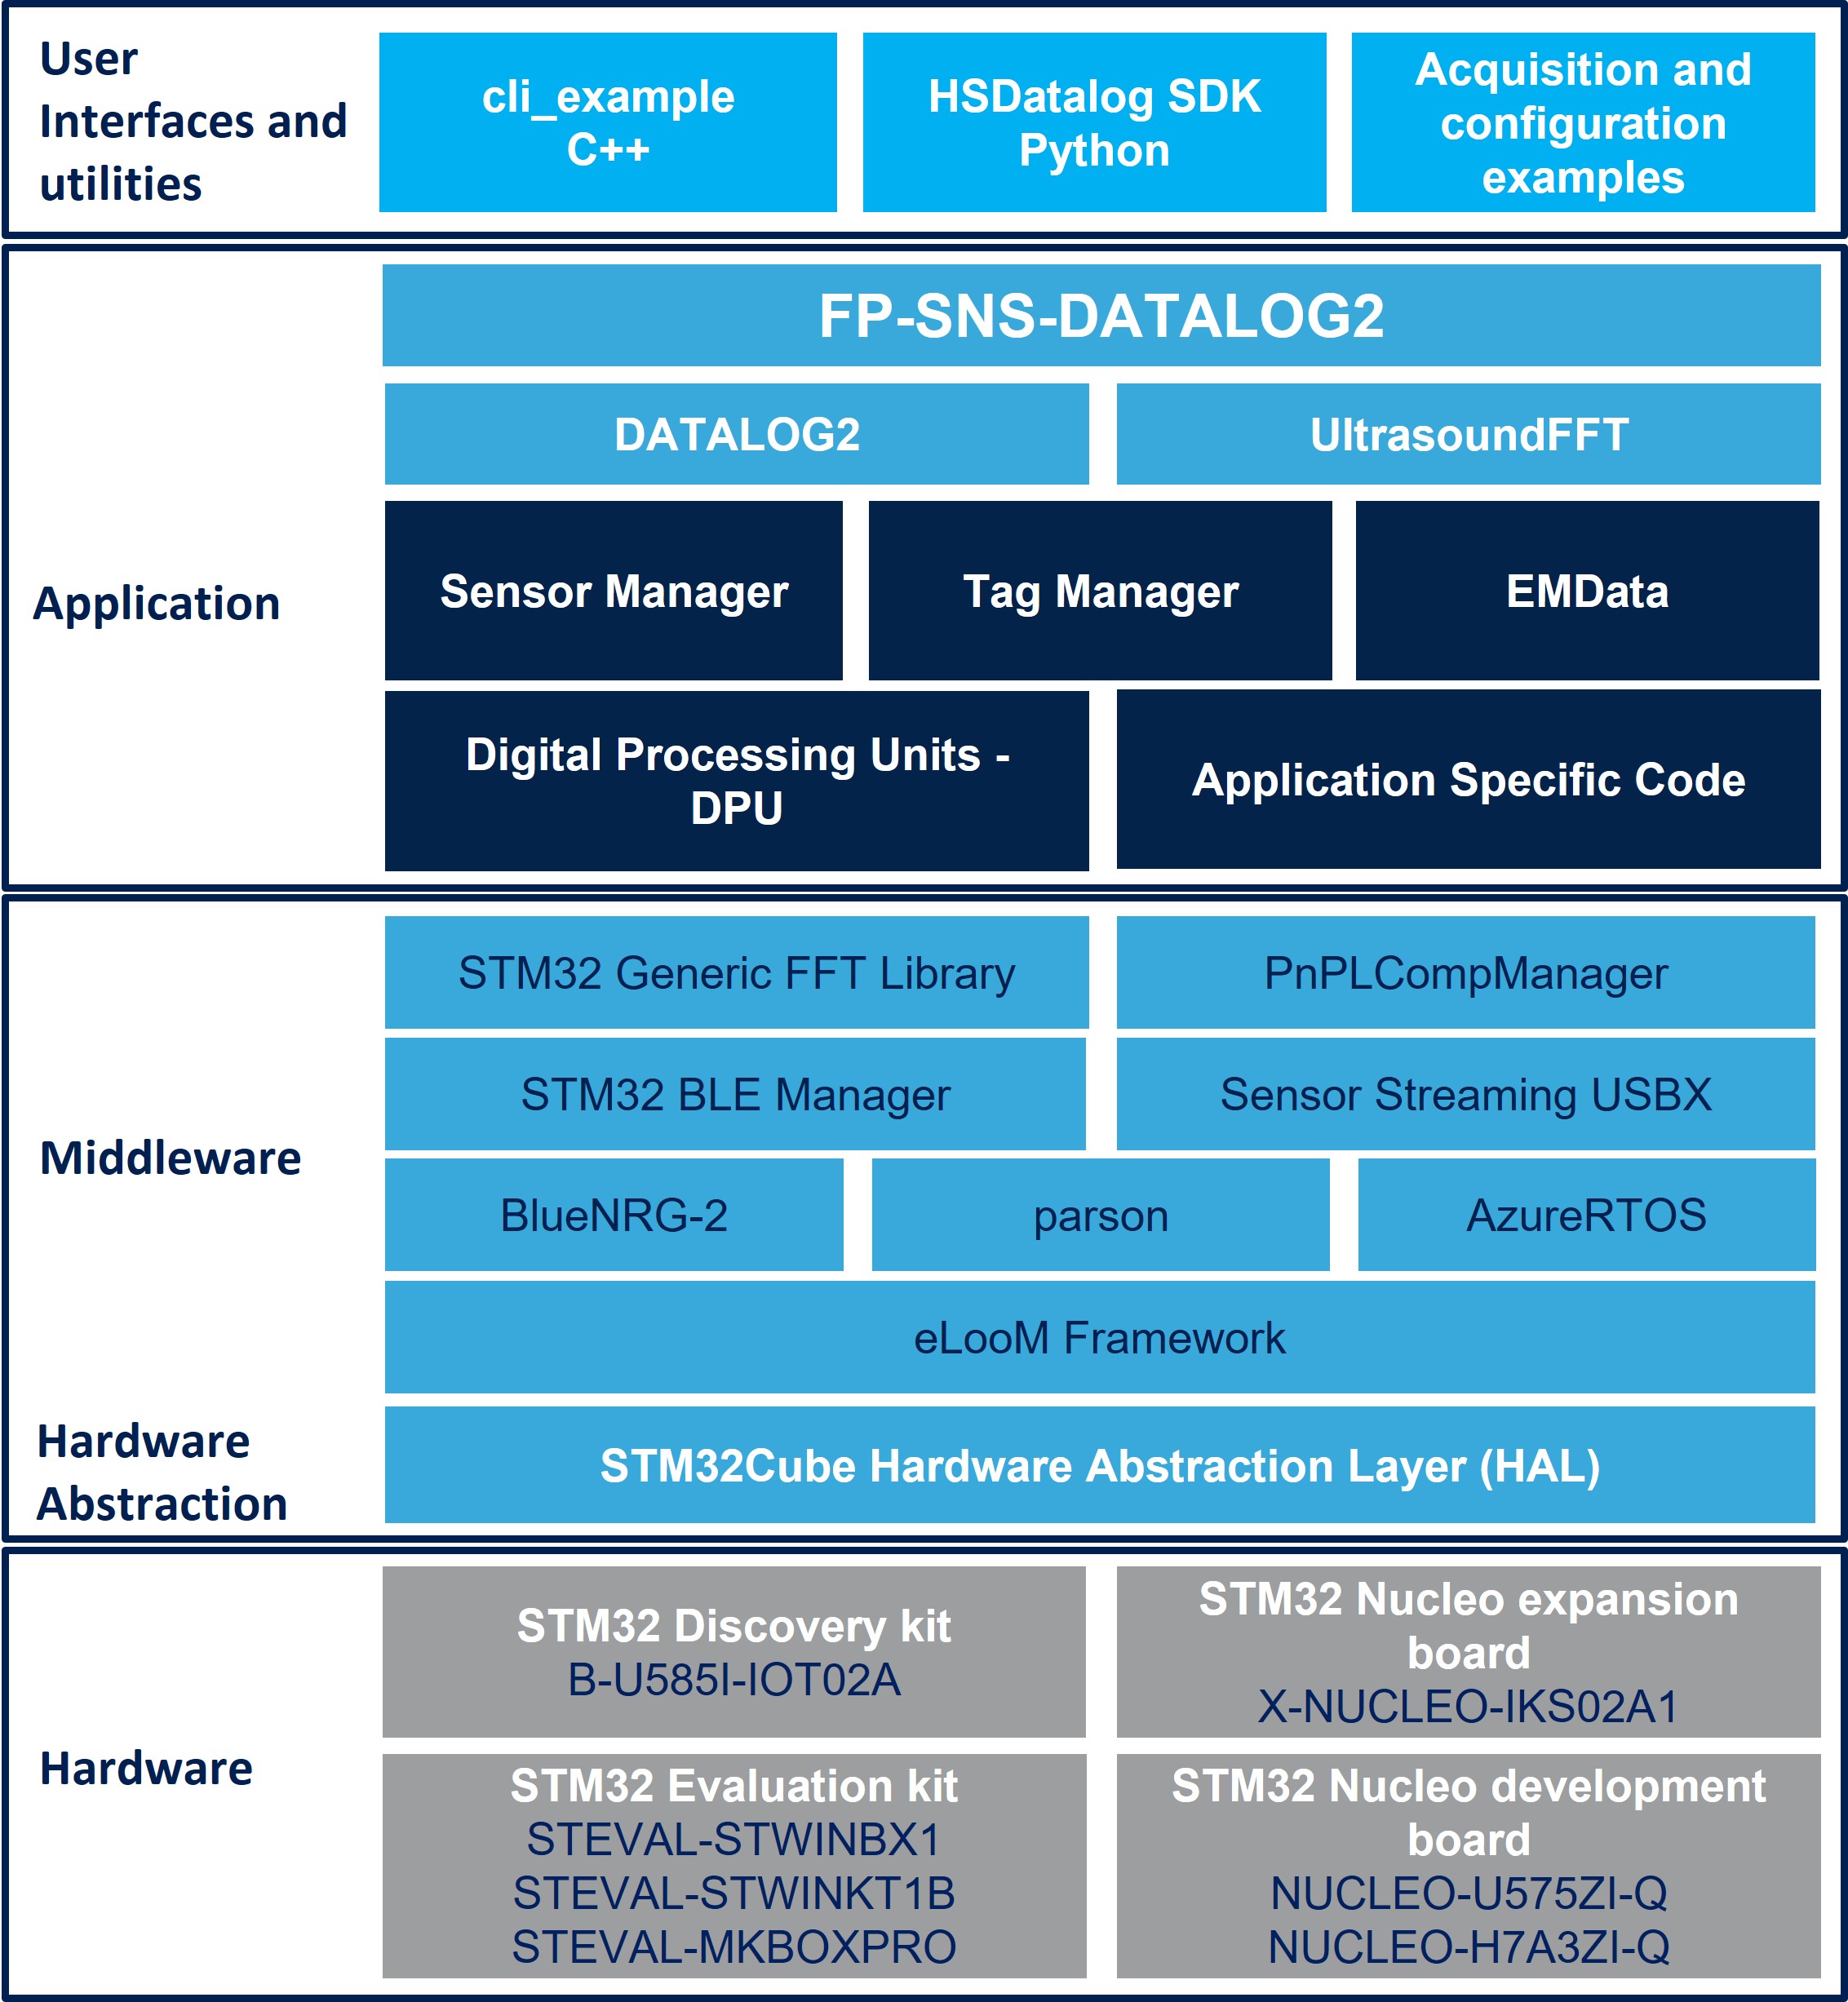 User
Interfaces and
utilities
cli_example
C++
HSDatalog SDK
Python
Acquisition and
configuration
examples
Application
FP-SNS-DATALOG2
DATALOG2
UltrasoundFFT
Sensor Manager
Tag Manager
EMData
Digital Processing Units -
DPU
Application Specific Code
Middleware
STM32 Generic FFT Library
PnPLCompManager
STM32 BLE Manager
Sensor Streaming USBX
BlueNRG-2
parson
AzureRTOS
eLooM Framework
Hardware
Abstraction
STM32Cube Hardware Abstraction Layer (HAL)
Hardware
STM32 Discovery kit
B-U585I-IOT02A
STM32 Nucleo expansion
board
X-NUCLEO-IKS02A1
STM32 Evaluation kit
STEVAL-STWINBX1
STEVAL-STWINKT1B
STEVAL-MKBOXPRO
STM32 Nucleo development
board
NUCLEO-U575ZI-Q
NUCLEO-H7A3ZI-Q